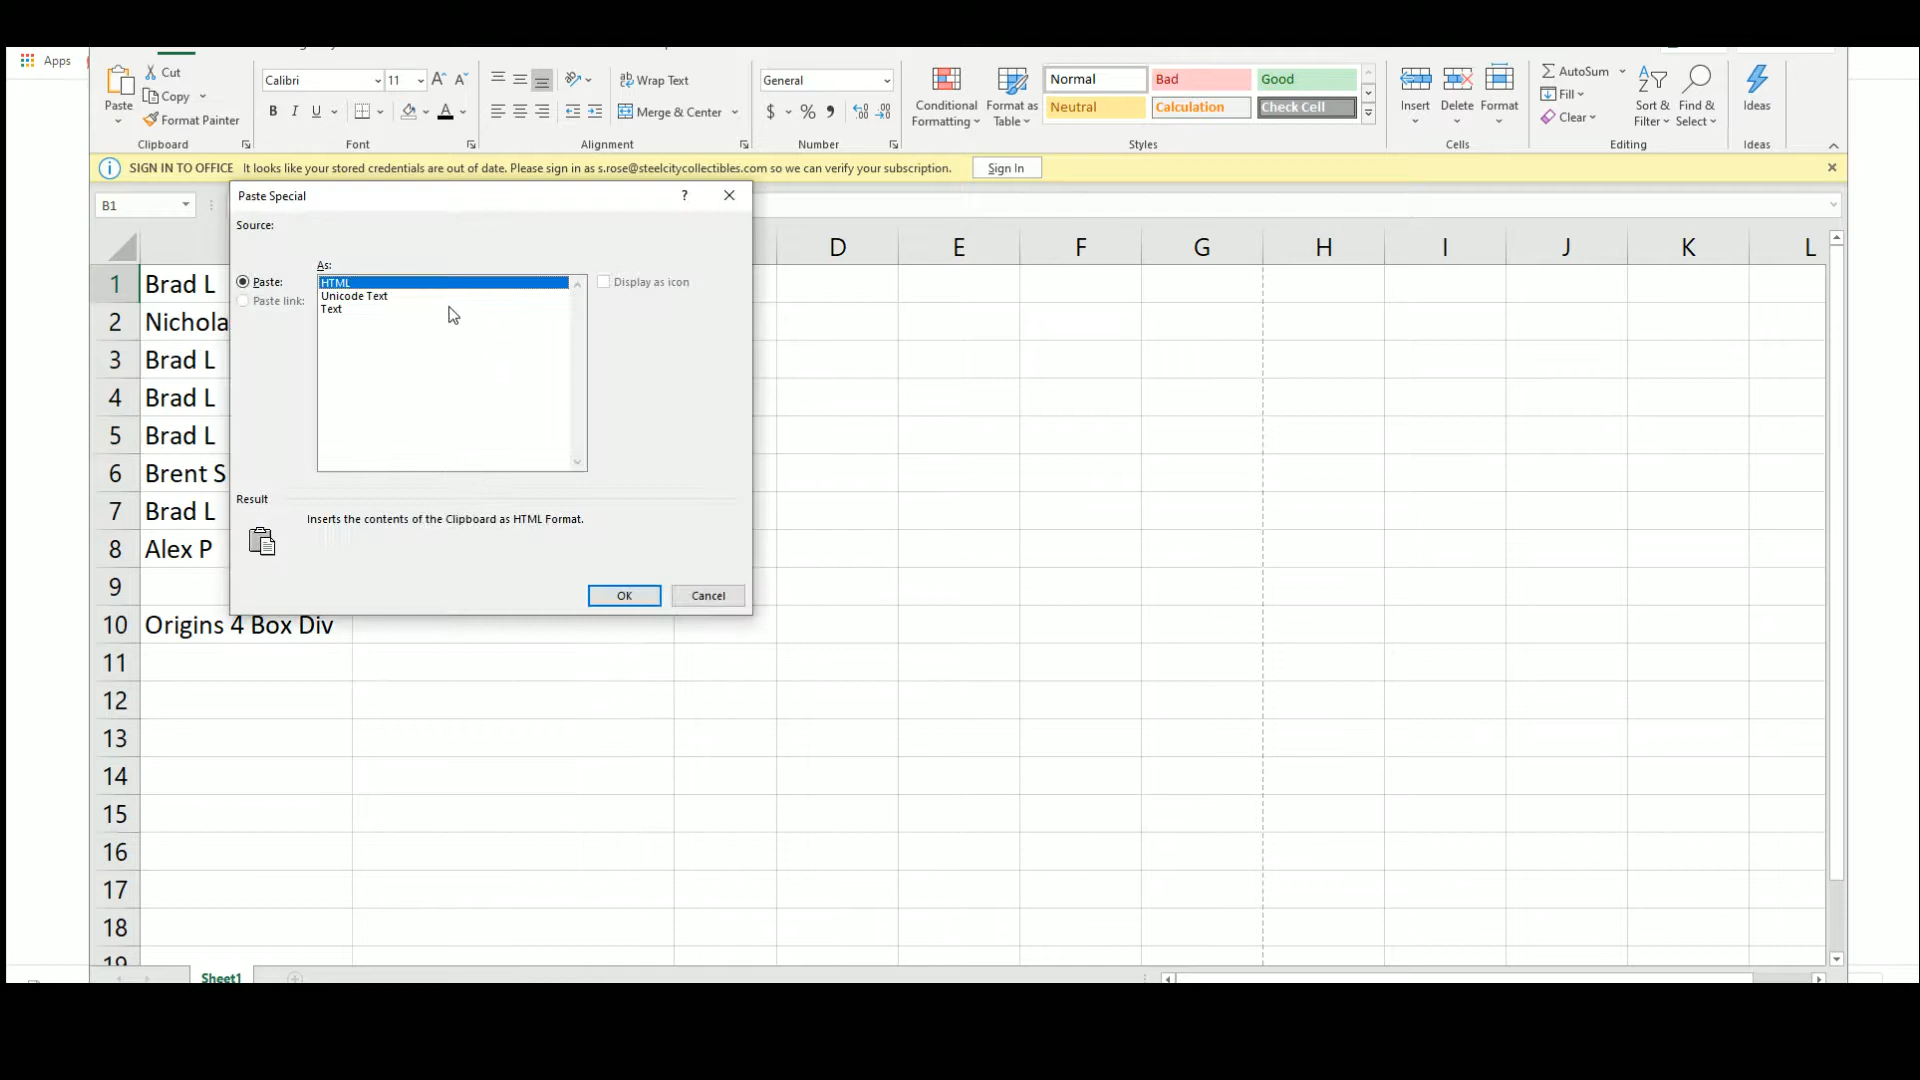 Apps
Cut
Copy
Format Painter
Paste
Clipboard
Calibri
11
B I U
Font
Wrap Text
Merge & Center
Alignment
General
$ % ,
Number
Conditional
Formatting
Format as
Table
Normal
Bad
Good
Neutral
Calculation
Check Cell
Styles
Insert
Delete
Format
Cells
AutoSum
Fill
Clear
Sort &
Filter
Find &
Select
Editing
Ideas
Ideas
SIGN IN TO OFFICE It looks like your stored credentials are out of date. Please sign in as s.rose@steelcitycollectibles.com so we can verify your subscription. Sign In
B1
Paste Special
?
Source:
As:
Paste:
Paste link:
HTML
Unicode Text
Text
Display as icon
Result
Inserts the contents of the Clipboard as HTML Format.
OK
Cancel
D E F G H I J K L
1 Brad L
2 Nichola
3 Brad L
4 Brad L
5 Brad L
6 Brent S
7 Brad L
8 Alex P
9
10 Origins 4 Box Div
11
12
13
14
15
16
17
18
19
Sheet1